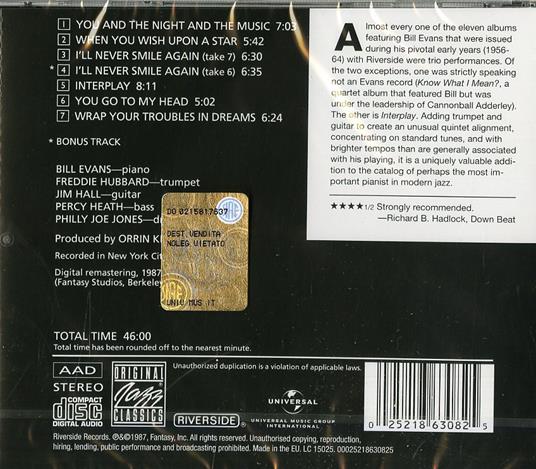 1 YOU AND THE NIGHT AND THE MUSIC 7:03
2 WHEN YOU WISH UPON A STAR 5:42
3 I'LL NEVER SMILE AGAIN (take 7) 6:30
* 4 I'LL NEVER SMILE AGAIN (take 6) 6:35
5 INTERPLAY 8:11
6 YOU GO TO MY HEAD 5:02
7 WRAP YOUR TROUBLES IN DREAMS 6:24
* BONUS TRACK
BILL EVANS—piano
FREDDIE HUBBARD—trumpet
JIM HALL—guitar
PERCY HEATH—bass
PHILLY JOE JONES—d
Produced by ORRIN K
Recorded in New York City
Digital remastering, 1987
(Fantasy Studios, Berkeley
DO 0215817637
DEST. VENDITA
NOLEG. VIETATO
UNIV. MUS. IT
TOTAL TIME 46:00
Total time has been rounded off to the nearest minute.
Almost every one of the eleven albums
featuring Bill Evans that were issued
during his pivotal early years (1956-
64) with Riverside were trio performances. Of
the two exceptions, one was strictly speaking
not an Evans record (Know What I Mean?, a
quartet album that featured Bill but was
under the leadership of Cannonball Adderley).
The other is Interplay. Adding trumpet and
guitar to create an unusual quintet alignment,
concentrating on standard tunes, and with
brighter tempos than are generally associated
with his playing, it is a uniquely valuable addi-
tion to the catalog of perhaps the most im-
portant pianist in modern jazz.
★★★★1/2 Strongly recommended.
—Richard B. Hadlock, Down Beat
AAD
STEREO
COMPACT
disc
DIGITAL AUDIO
ORIGINAL
Jazz
CLASSICS
Unauthorized duplication is a violation of applicable laws.
RIVERSIDE
UNIVERSAL
UNIVERSAL MUSIC GROUP
INTERNATIONAL
0 25218 63082 5
Riverside Records. ℗&©1987, Fantasy, Inc. All rights reserved. Unauthorised copying, reproduction,
hiring, lending, public performance and broadcasting prohibited. Made in the EU. LC 15025. 00025218630825